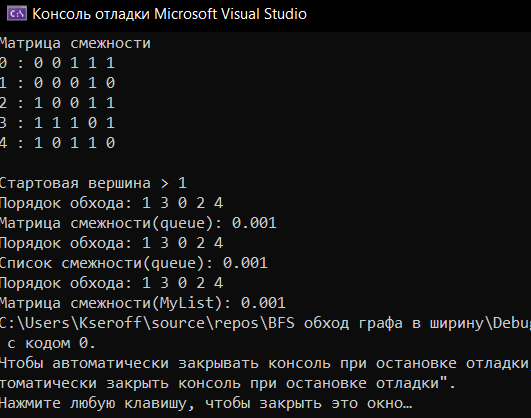 Консоль отладки Microsoft Visual Studio
Матрица смежности
0 : 0 0 1 1 1
1 : 0 0 0 1 0
2 : 1 0 0 1 1
3 : 1 1 1 0 1
4 : 1 0 1 1 0
Стартовая вершина > 1
Порядок обхода: 1 3 0 2 4
Матрица смежности(queue): 0.001
Порядок обхода: 1 3 0 2 4
Список смежности(queue): 0.001
Порядок обхода: 1 3 0 2 4
Матрица смежности(MyList): 0.001
C:\Users\Kseroff\source\repos\BFS обход графа в ширину\Debu
с кодом 0.
Чтобы автоматически закрывать консоль при остановке отладки
томатически закрыть консоль при остановке отладки".
Нажмите любую клавишу, чтобы закрыть это окно…